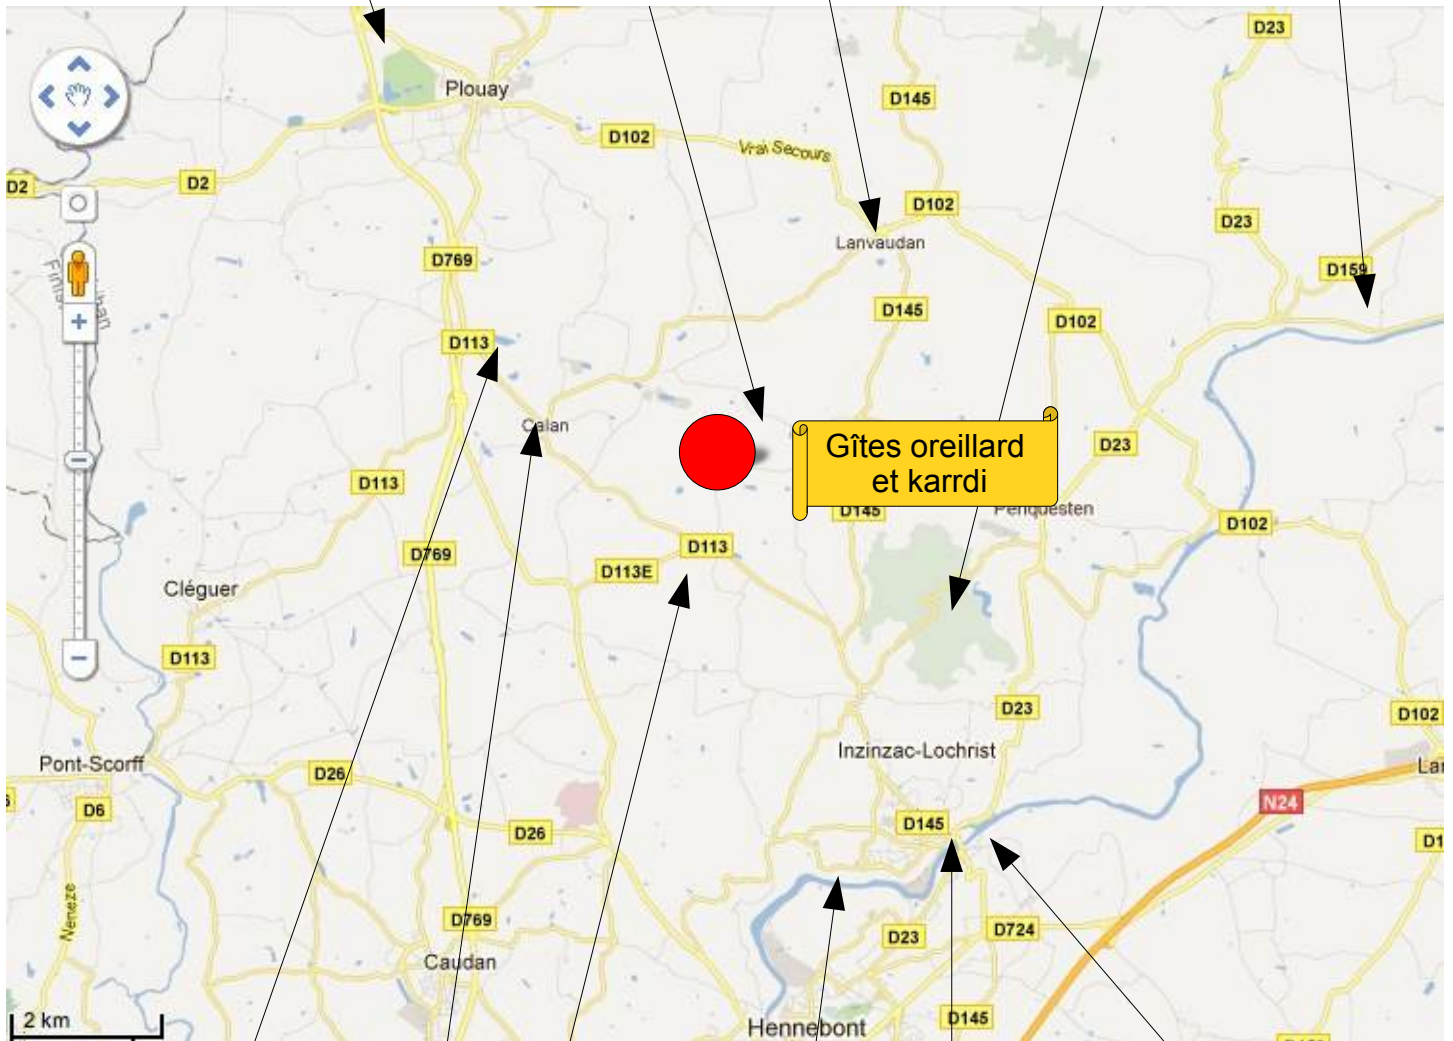 D23
Plouay
D145
D102
Vrai Secours
D2
D2
D102
D23
Lanvaudan
D769
D159
D145
D102
D113
Calan
Gîtes oreillard
et karrdi
D23
D113
D145
Penquesten
D102
D113
D769
D113E
Cléguer
D113
D23
D102
Inzinzac-Lochrist
Pont-Scorff
D26
N24
D6
D145
D26
Neneze
D769
D23
D724
Caudan
2 km
Hennebont
D145